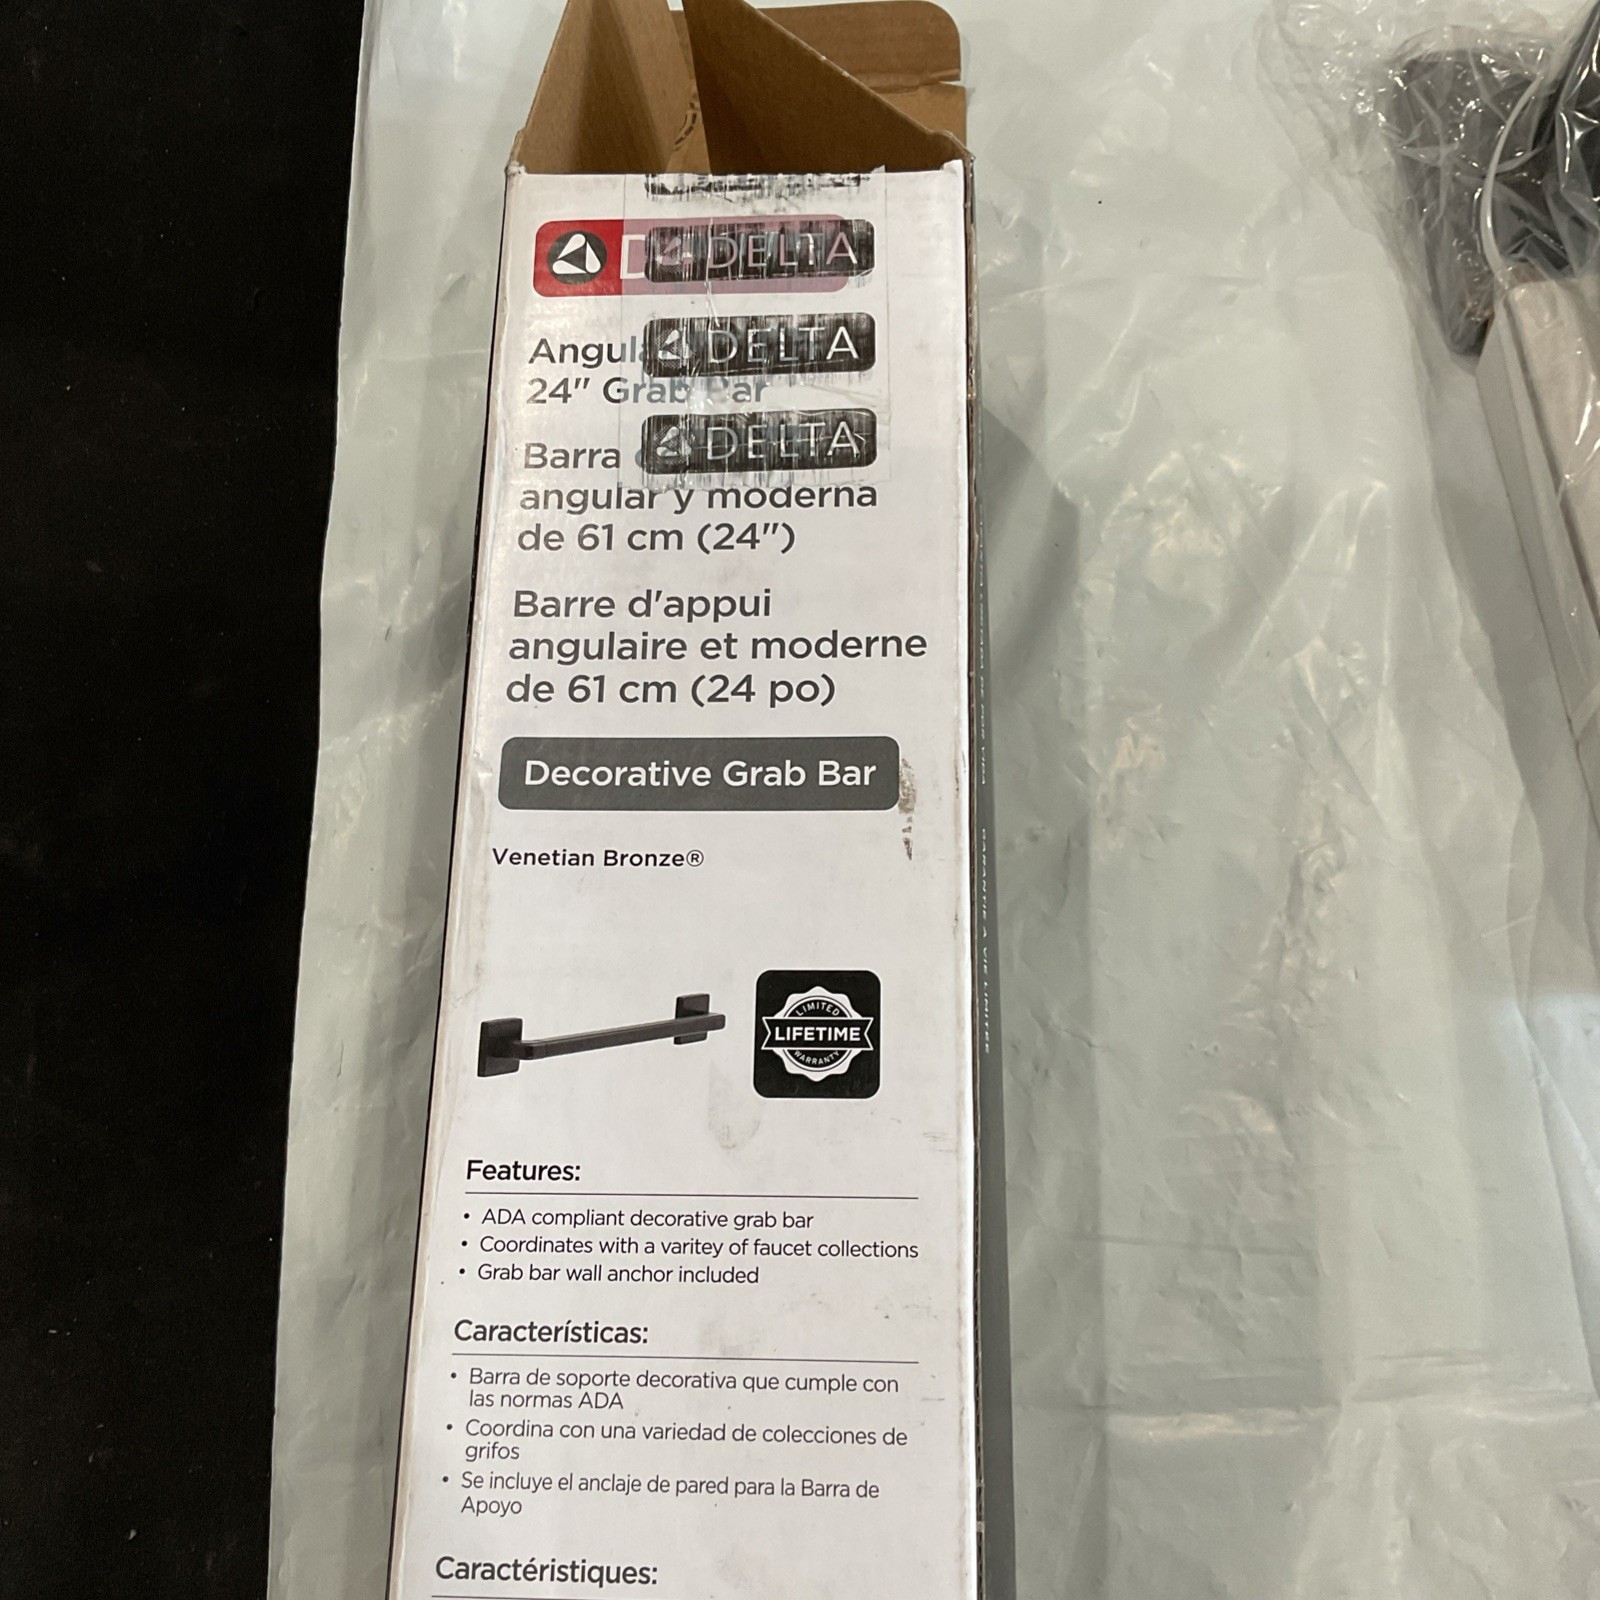 DELTA
DELTA
24" Grab Bar
DELTA
Barra
angular y moderna
de 61 cm (24")
Barre d'appui
angulaire et moderne
de 61 cm (24 po)
Decorative Grab Bar
Venetian Bronze®
LIMITED
LIFETIME
WARRANTY
Features:
• ADA compliant decorative grab bar
• Coordinates with a varitey of faucet collections
• Grab bar wall anchor included
Características:
• Barra de soporte decorativa que cumple con
las normas ADA
• Coordina con una variedad de colecciones de
grifos
• Se incluye el anclaje de pared para la Barra de
Apoyo
Caractéristiques:
GARANTIE À VIE LIMITÉE